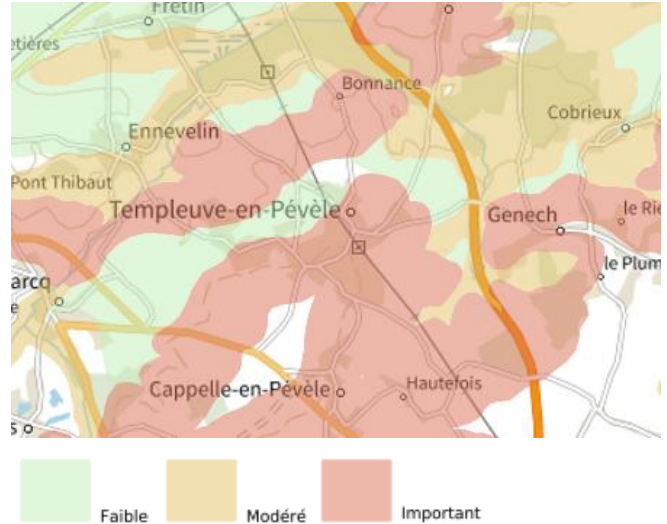 Fretin
etières
Bonnance
Cobrieux
Ennevelin
Pont Thibaut
Templeuve-en-Pévèle
Genech
le Rie
le Plum
arcq
e
Cappelle-en-Pévèle
Hautefois
s
Faible
Modéré
Important